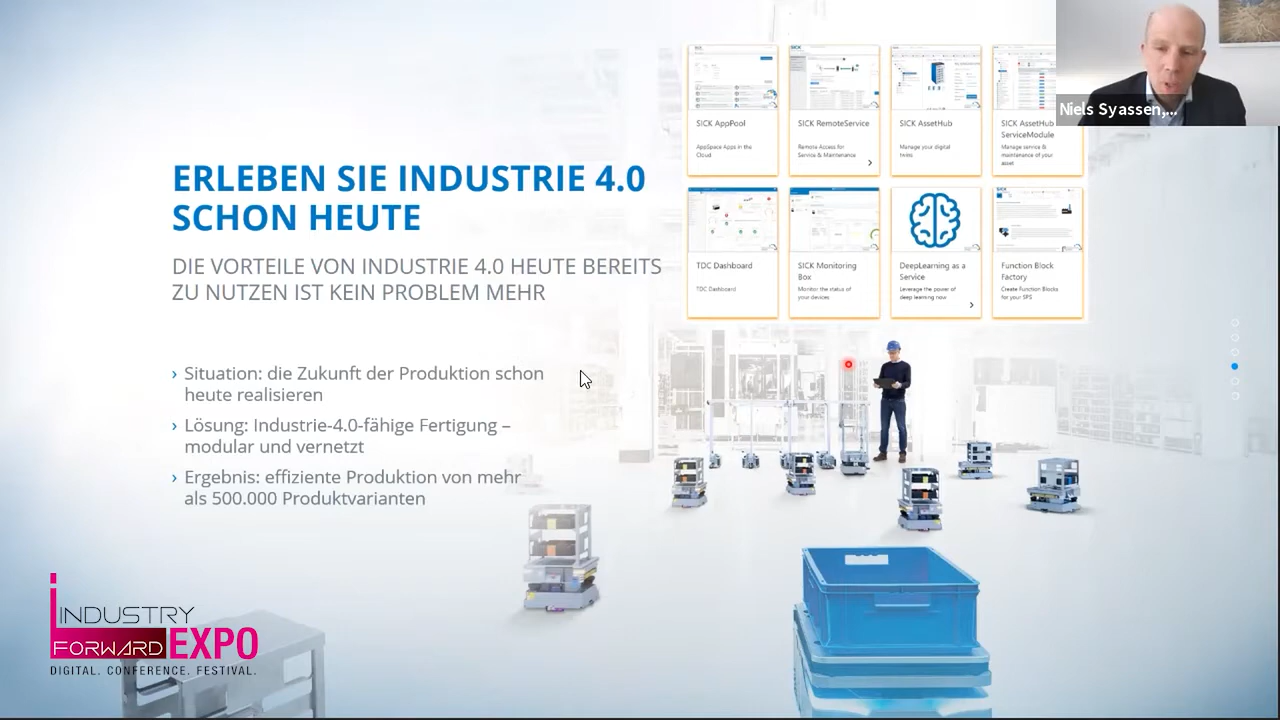 ERLEBEN SIE INDUSTRIE 4.0
SCHON HEUTE
DIE VORTEILE VON INDUSTRIE 4.0 HEUTE BEREITS
ZU NUTZEN IST KEIN PROBLEM MEHR
› Situation: die Zukunft der Produktion schon
heute realisieren
› Lösung: Industrie-4.0-fähige Fertigung –
modular und vernetzt
› Ergebnis: effiziente Produktion von mehr
als 500.000 Produktvarianten
SICK AppPool
AppSpace Apps in the
Cloud
SICK RemoteService
Remote Access for
Service & Maintenance
SICK AssetHub
Manage your digital
twins
SICK AssetHub
ServiceModule
Manage service &
maintenance of your
asset
TDC Dashboard
TDC Dashboard
SICK Monitoring
Box
Monitor the status of
your devices
DeepLearning as a
Service
Leverage the power of
deep learning now
Function Block
Factory
Create Function Blocks
for your SPS
Niels Syassen,...
INDUSTRY
FORWARD EXPO
DIGITAL. CONFERENCE. FESTIVAL.